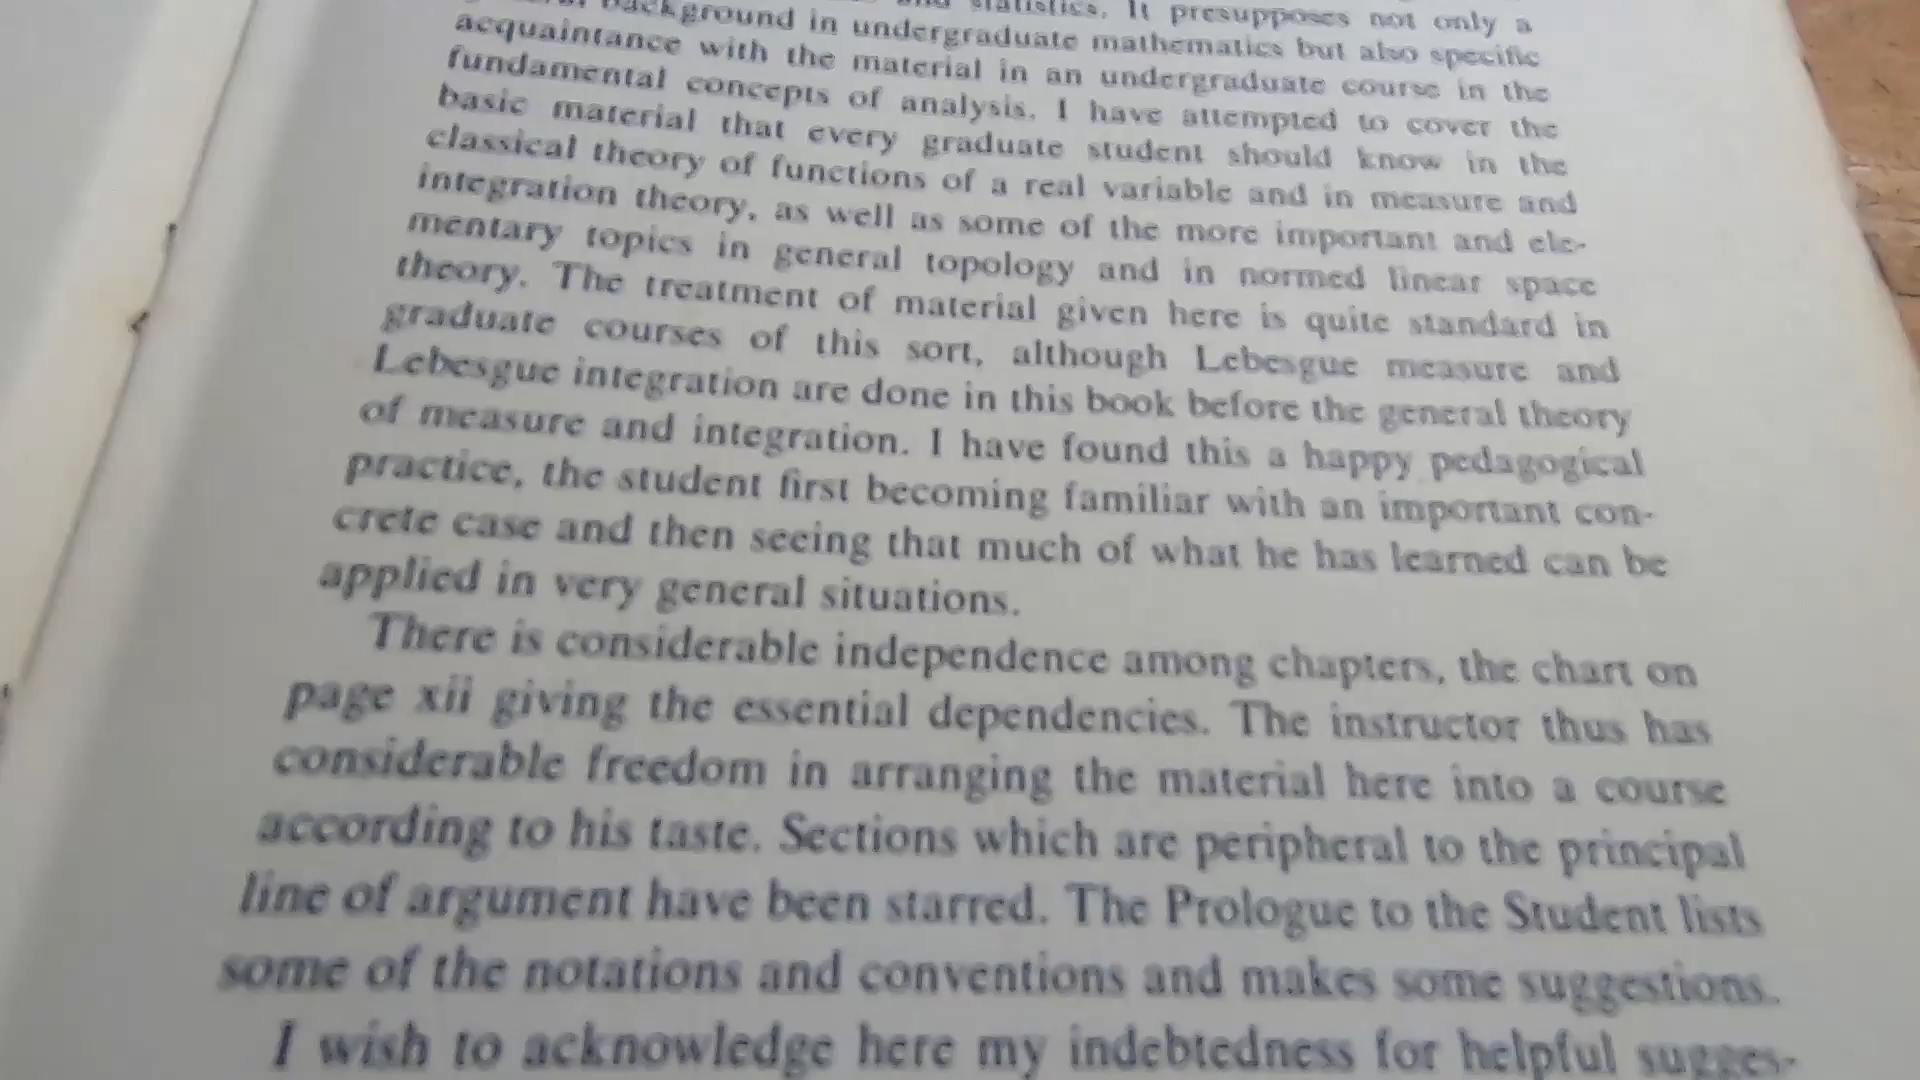 background in undergraduate mathematics but also specific
statistics. It presupposes not only a
acquaintance with the material in an undergraduate course in the
fundamental concepts of analysis. I have attempted to cover the
basic material that every graduate student should know in the
classical theory of functions of a real variable and in measure and
integration theory, as well as some of the more important and ele-
mentary topics in general topology and in normed linear space
theory. The treatment of material given here is quite standard in
graduate courses of this sort, although Lebesgue measure and
Lebesgue integration are done in this book before the general theory
of measure and integration. I have found this a happy pedagogical
practice, the student first becoming familiar with an important con-
crete case and then seeing that much of what he has learned can be
applied in very general situations.
There is considerable independence among chapters, the chart on
page xii giving the essential dependencies. The instructor thus has
considerable freedom in arranging the material here into a course
according to his taste. Sections which are peripheral to the principal
line of argument have been starred. The Prologue to the Student lists
some of the notations and conventions and makes some suggestions.
I wish to acknowledge here my indebtedness for helpful sugges-